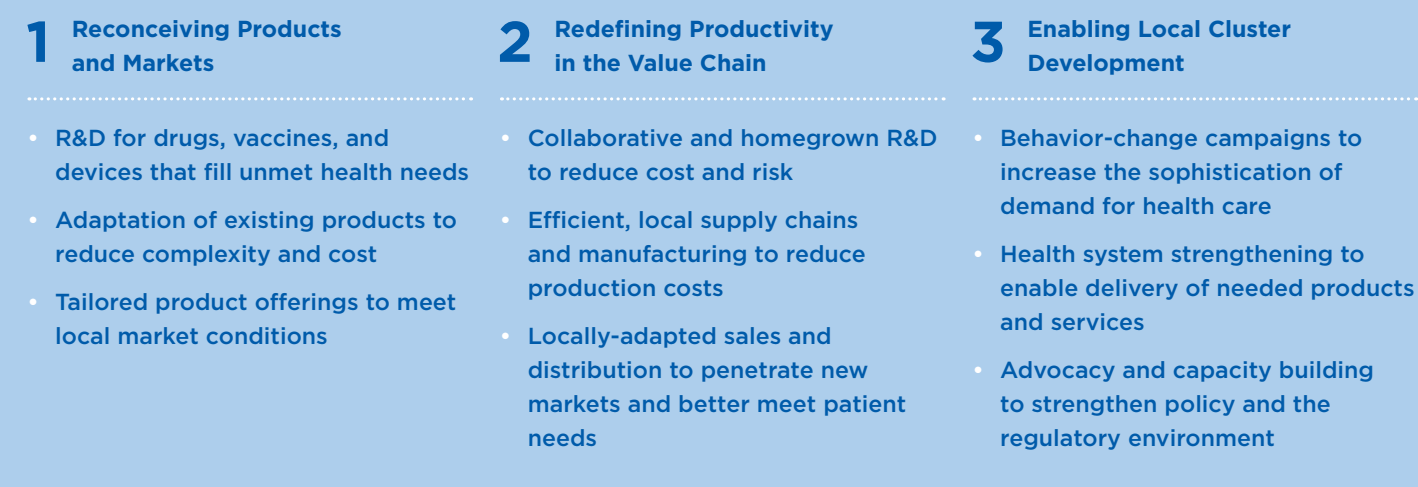 1 Reconceiving Products
and Markets
• R&D for drugs, vaccines, and
devices that fill unmet health needs
• Adaptation of existing products to
reduce complexity and cost
• Tailored product offerings to meet
local market conditions
2 Redefining Productivity
in the Value Chain
• Collaborative and homegrown R&D
to reduce cost and risk
• Efficient, local supply chains
and manufacturing to reduce
production costs
• Locally-adapted sales and
distribution to penetrate new
markets and better meet patient
needs
3 Enabling Local Cluster
Development
• Behavior-change campaigns to
increase the sophistication of
demand for health care
• Health system strengthening to
enable delivery of needed products
and services
• Advocacy and capacity building
to strengthen policy and the
regulatory environment